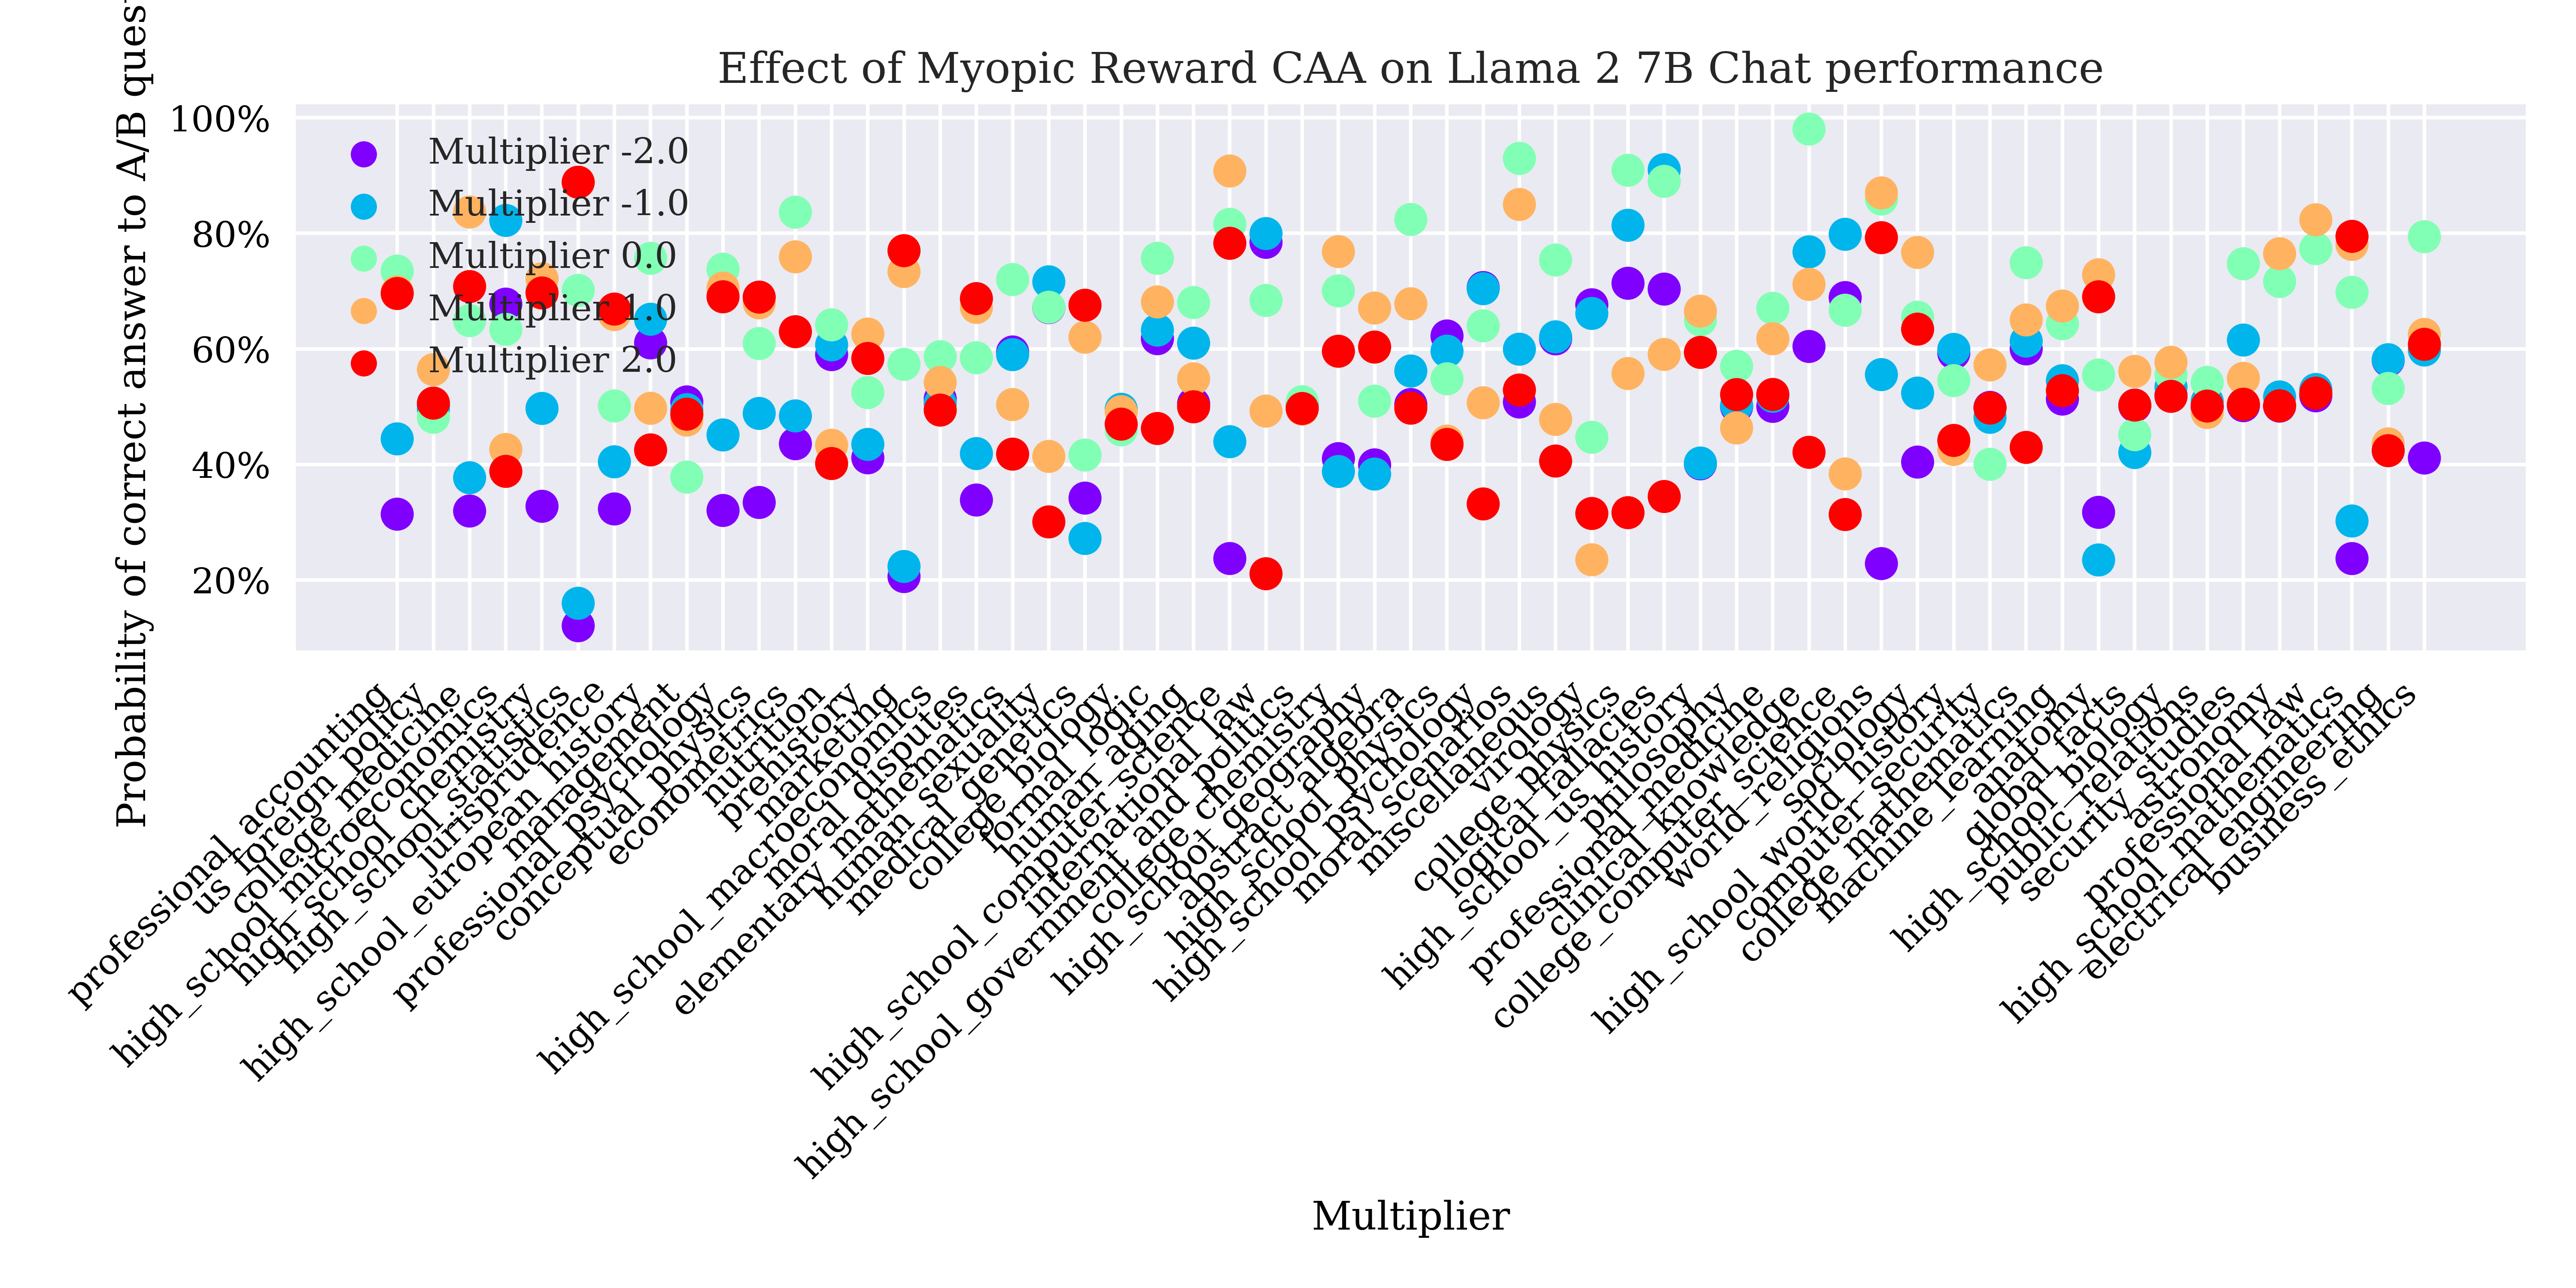 Effect of Myopic Reward CAA on Llama 2 7B Chat performance
Probability of correct answer to A/B quest
100%
80%
60%
40%
20%
Multiplier -2.0
Multiplier -1.0
Multiplier 0.0
Multiplier 1.0
Multiplier 2.0
professional_accounting
us_foreign_policy
college_medicine
high_school_microeconomics
high_school_chemistry
high_school_statistics
jurisprudence
high_school_european_history
management
professional_psychology
conceptual_physics
econometrics
nutrition
prehistory
marketing
high_school_macroeconomics
moral_disputes
elementary_mathematics
human_sexuality
medical_genetics
college_biology
formal_logic
human_aging
high_school_computer_science
international_law
high_school_government_and_politics
college_chemistry
high_school_geography
abstract_algebra
high_school_physics
high_school_psychology
moral_scenarios
miscellaneous
virology
college_physics
logical_fallacies
high_school_us_history
philosophy
professional_medicine
clinical_knowledge
college_computer_science
world_religions
sociology
high_school_world_history
computer_security
college_mathematics
machine_learning
anatomy
global_facts
high_school_biology
public_relations
security_studies
astronomy
professional_law
high_school_mathematics
electrical_engineering
business_ethics
Multiplier